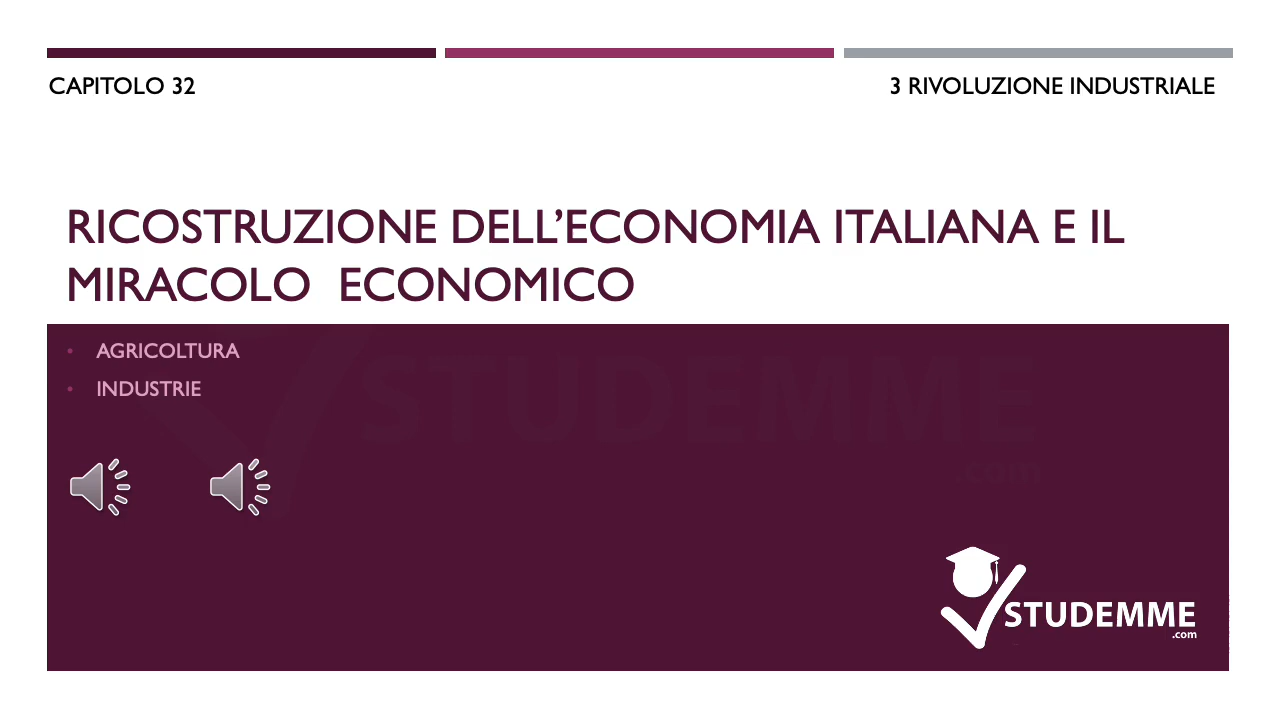 CAPITOLO 32
3 RIVOLUZIONE INDUSTRIALE
RICOSTRUZIONE DELL’ECONOMIA ITALIANA E IL
MIRACOLO ECONOMICO
• AGRICOLTURA
• INDUSTRIE
STUDEMME
.com
STUDEMME
.com